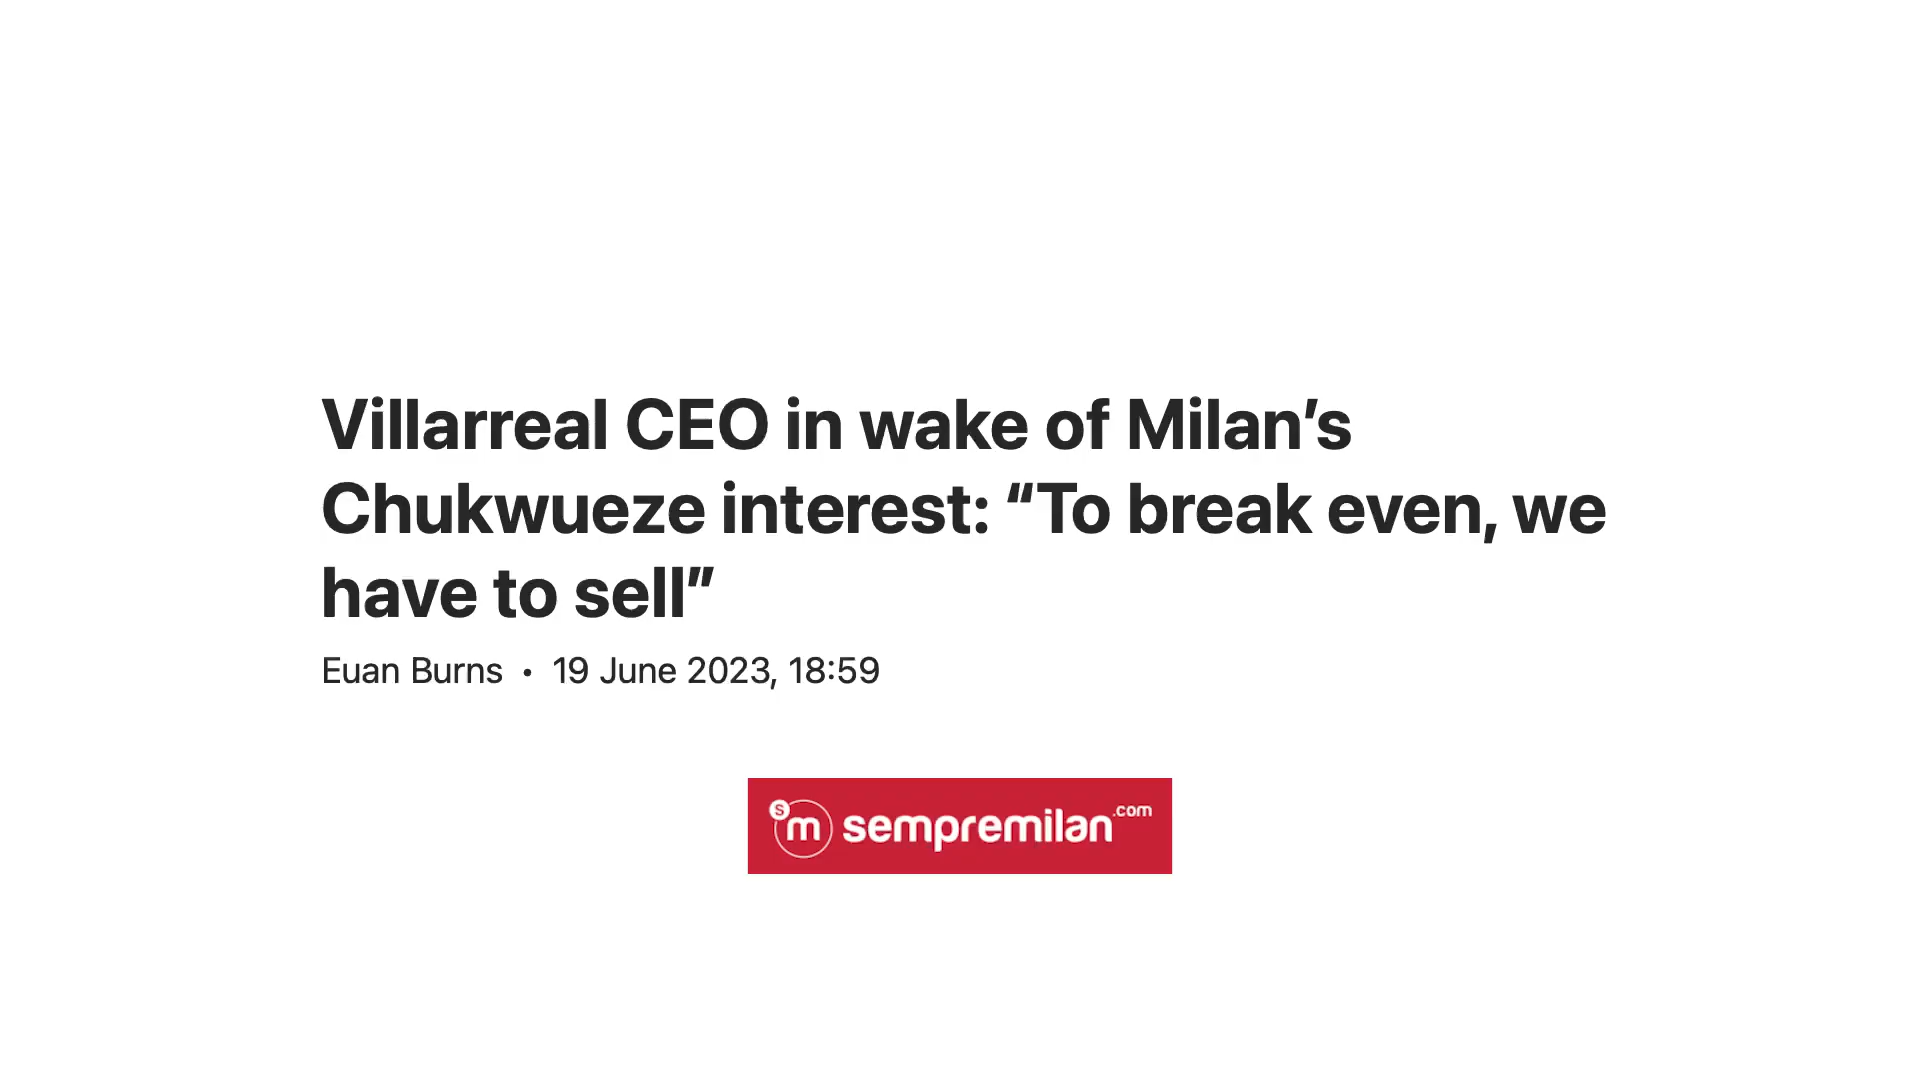 Villarreal CEO in wake of Milan’s
Chukwueze interest: “To break even, we
have to sell”
Euan Burns • 19 June 2023, 18:59
s m sempremilan.com